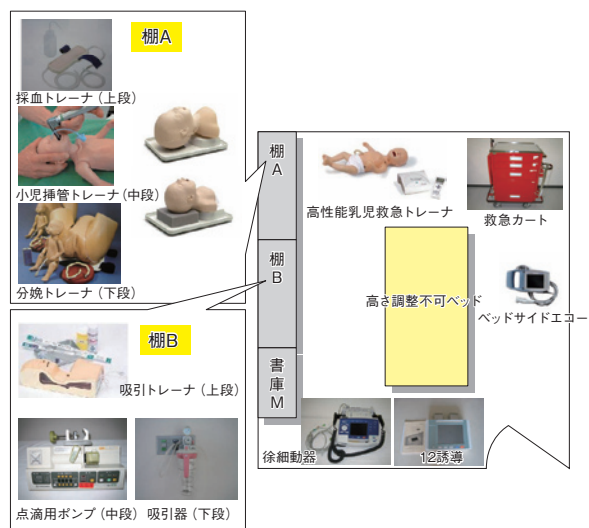 棚A
採血トレーナ（上段）
小児挿管トレーナ（中段）
分娩トレーナ（下段）
棚B
吸引トレーナ（上段）
点滴用ポンプ（中段）
吸引器（下段）
棚A
棚B
書庫M
高性能乳児救急トレーナ
救急カート
高さ調整不可ベッド
ベッドサイドエコー
徐細動器
12誘導